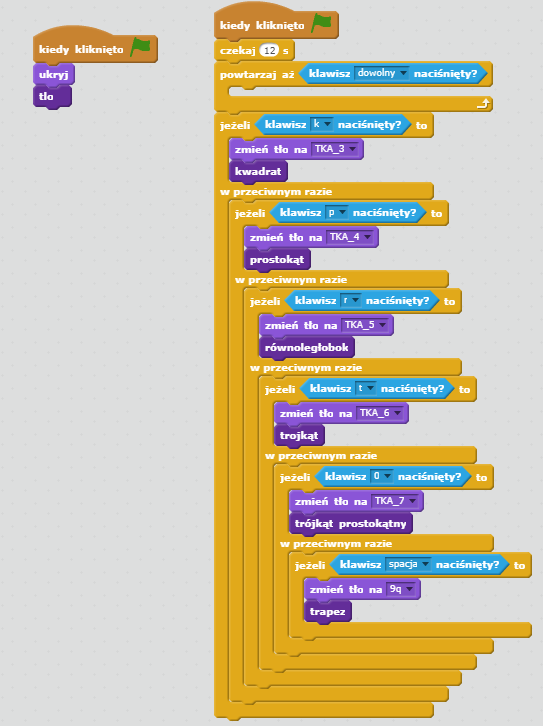 kiedy kliknięto
ukryj
tło
kiedy kliknięto
czekaj 12 s
powtarzaj aż klawisz dowolny naciśnięty?
jeżeli klawisz k naciśnięty? to
zmień tło na TKA_3
kwadrat
w przeciwnym razie
jeżeli klawisz p naciśnięty? to
zmień tło na TKA_4
prostokąt
w przeciwnym razie
jeżeli klawisz r naciśnięty? to
zmień tło na TKA_5
równoległobok
w przeciwnym razie
jeżeli klawisz t naciśnięty? to
zmień tło na TKA_6
trojkąt
w przeciwnym razie
jeżeli klawisz 0 naciśnięty? to
zmień tło na TKA_7
trójkąt prostokątny
w przeciwnym razie
jeżeli klawisz spacja naciśnięty? to
zmień tło na 9q
trapez